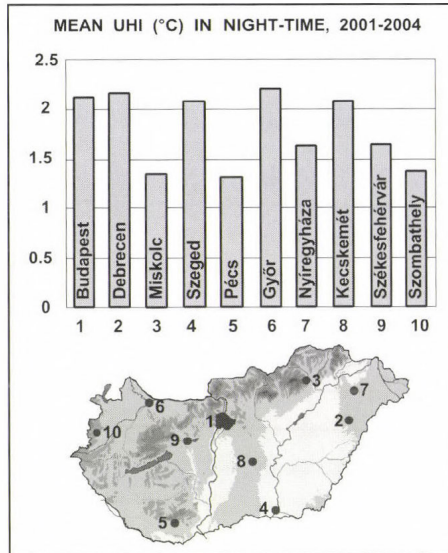 MEAN UHI (°C) IN NIGHT-TIME, 2001-2004
2.5
2
1.5
1
0.5
0
Budapest
Debrecen
Miskolc
Szeged
Pécs
Győr
Nyíregyháza
Kecskemét
Székesfehérvár
Szombathely
1 2 3 4 5 6 7 8 9 10
3
7
6
1
2
10
9
8
4
5